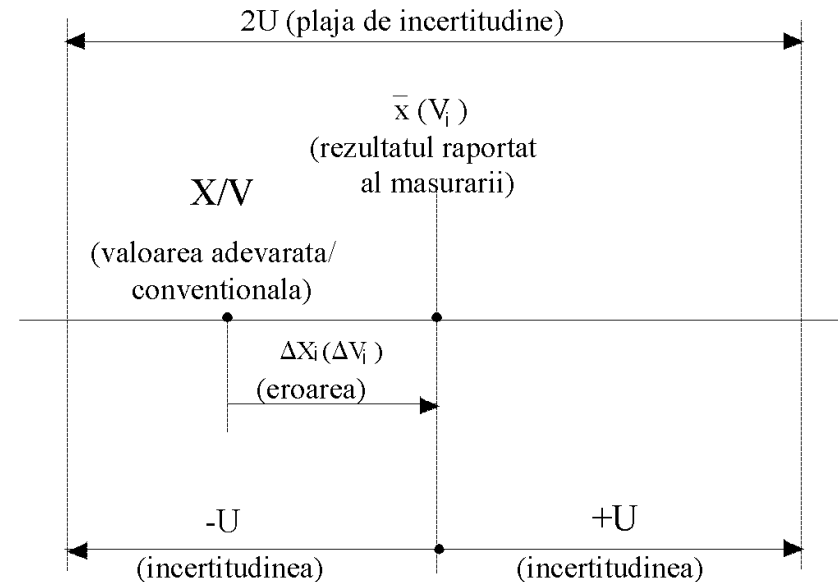 2U (plaja de incertitudine)
x̄ (Vᵢ )
(rezultatul raportat
al masurarii)
X/V
(valoarea adevarata/
conventionala)
ΔXᵢ (ΔVᵢ )
(eroarea)
-U
+U
(incertitudinea)
(incertitudinea)